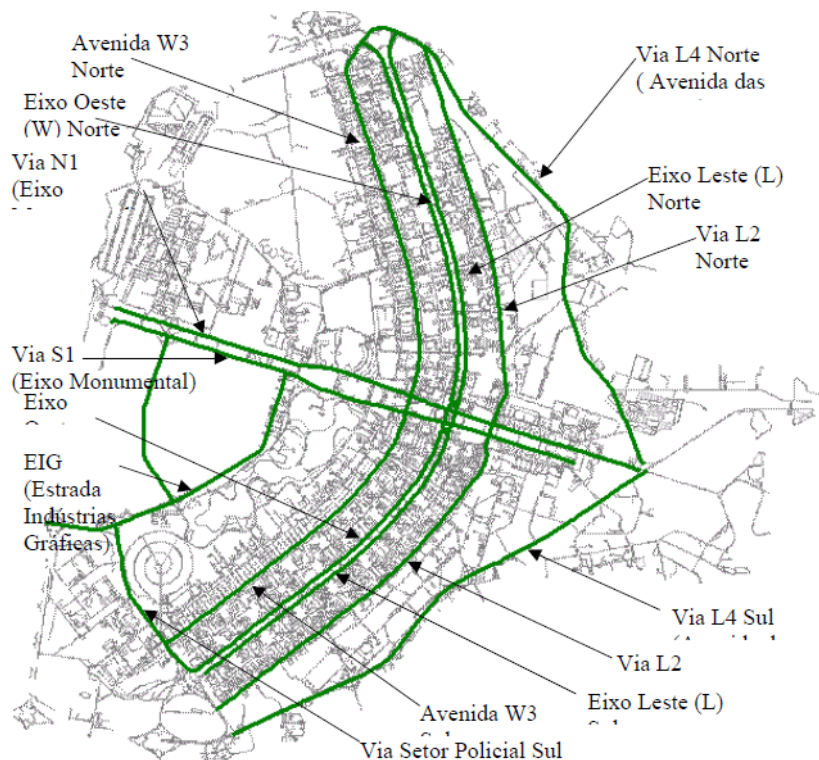 Avenida W3
Norte
Eixo Oeste
(W) Norte
Via N1
(Eixo
Via S1
(Eixo Monumental)
Eixo
EIG
(Estrada
Indústrias
Gráficas)
Via L4 Norte
( Avenida das
Eixo Leste (L)
Norte
Via L2
Norte
Via L4 Sul
Via L2
Eixo Leste (L)
Avenida W3
Via Setor Policial Sul